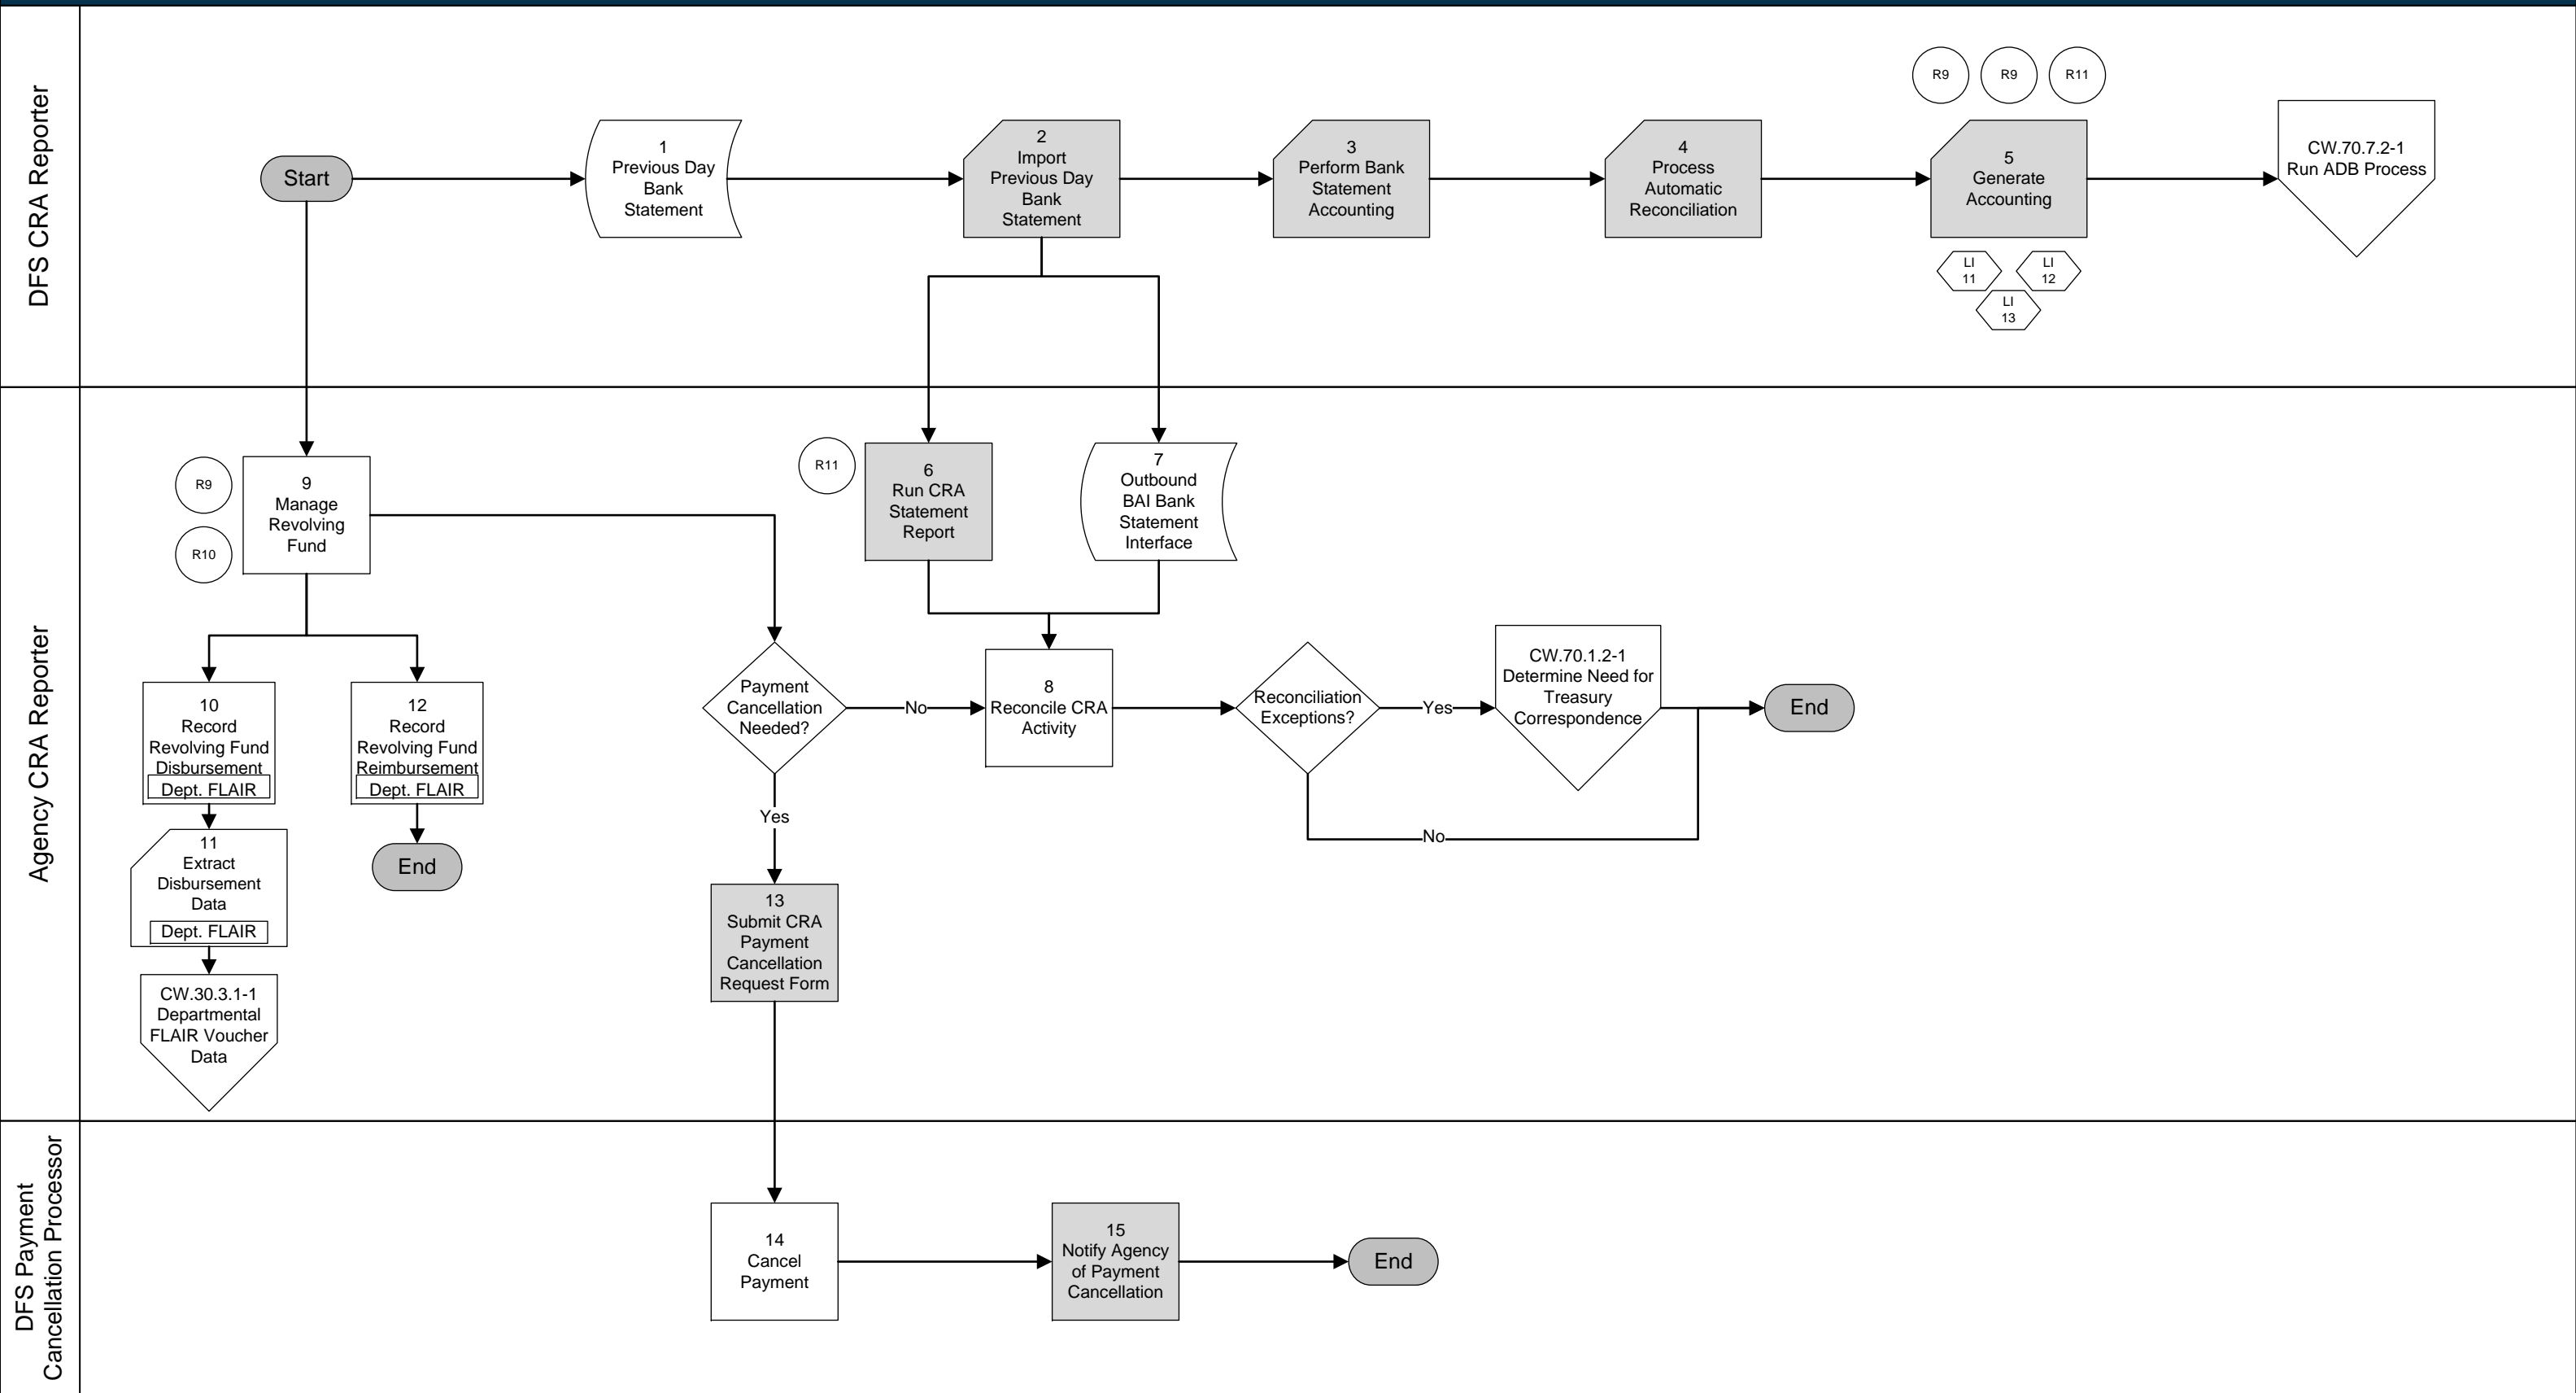 DFS CRA Reporter
Start
1
Previous Day
Bank
Statement
2
Import
Previous Day
Bank
Statement
3
Perform Bank
Statement
Accounting
4
Process
Automatic
Reconciliation
R9
R9
R11
5
Generate
Accounting
LI
11
LI
12
LI
13
CW.70.7.2-1
Run ADB Process
Agency CRA Reporter
R9
R10
9
Manage
Revolving
Fund
R11
6
Run CRA
Statement
Report
7
Outbound
BAI Bank
Statement
Interface
10
Record
Revolving Fund
Disbursement
Dept. FLAIR
12
Record
Revolving Fund
Reimbursement
Dept. FLAIR
End
11
Extract
Disbursement
Data
Dept. FLAIR
CW.30.3.1-1
Departmental
FLAIR Voucher
Data
Payment
Cancellation
Needed?
No
Yes
8
Reconcile CRA
Activity
Reconciliation
Exceptions?
Yes
No
CW.70.1.2-1
Determine Need for
Treasury
Correspondence
End
13
Submit CRA
Payment
Cancellation
Request Form
DFS Payment
Cancellation Processor
14
Cancel
Payment
15
Notify Agency
of Payment
Cancellation
End